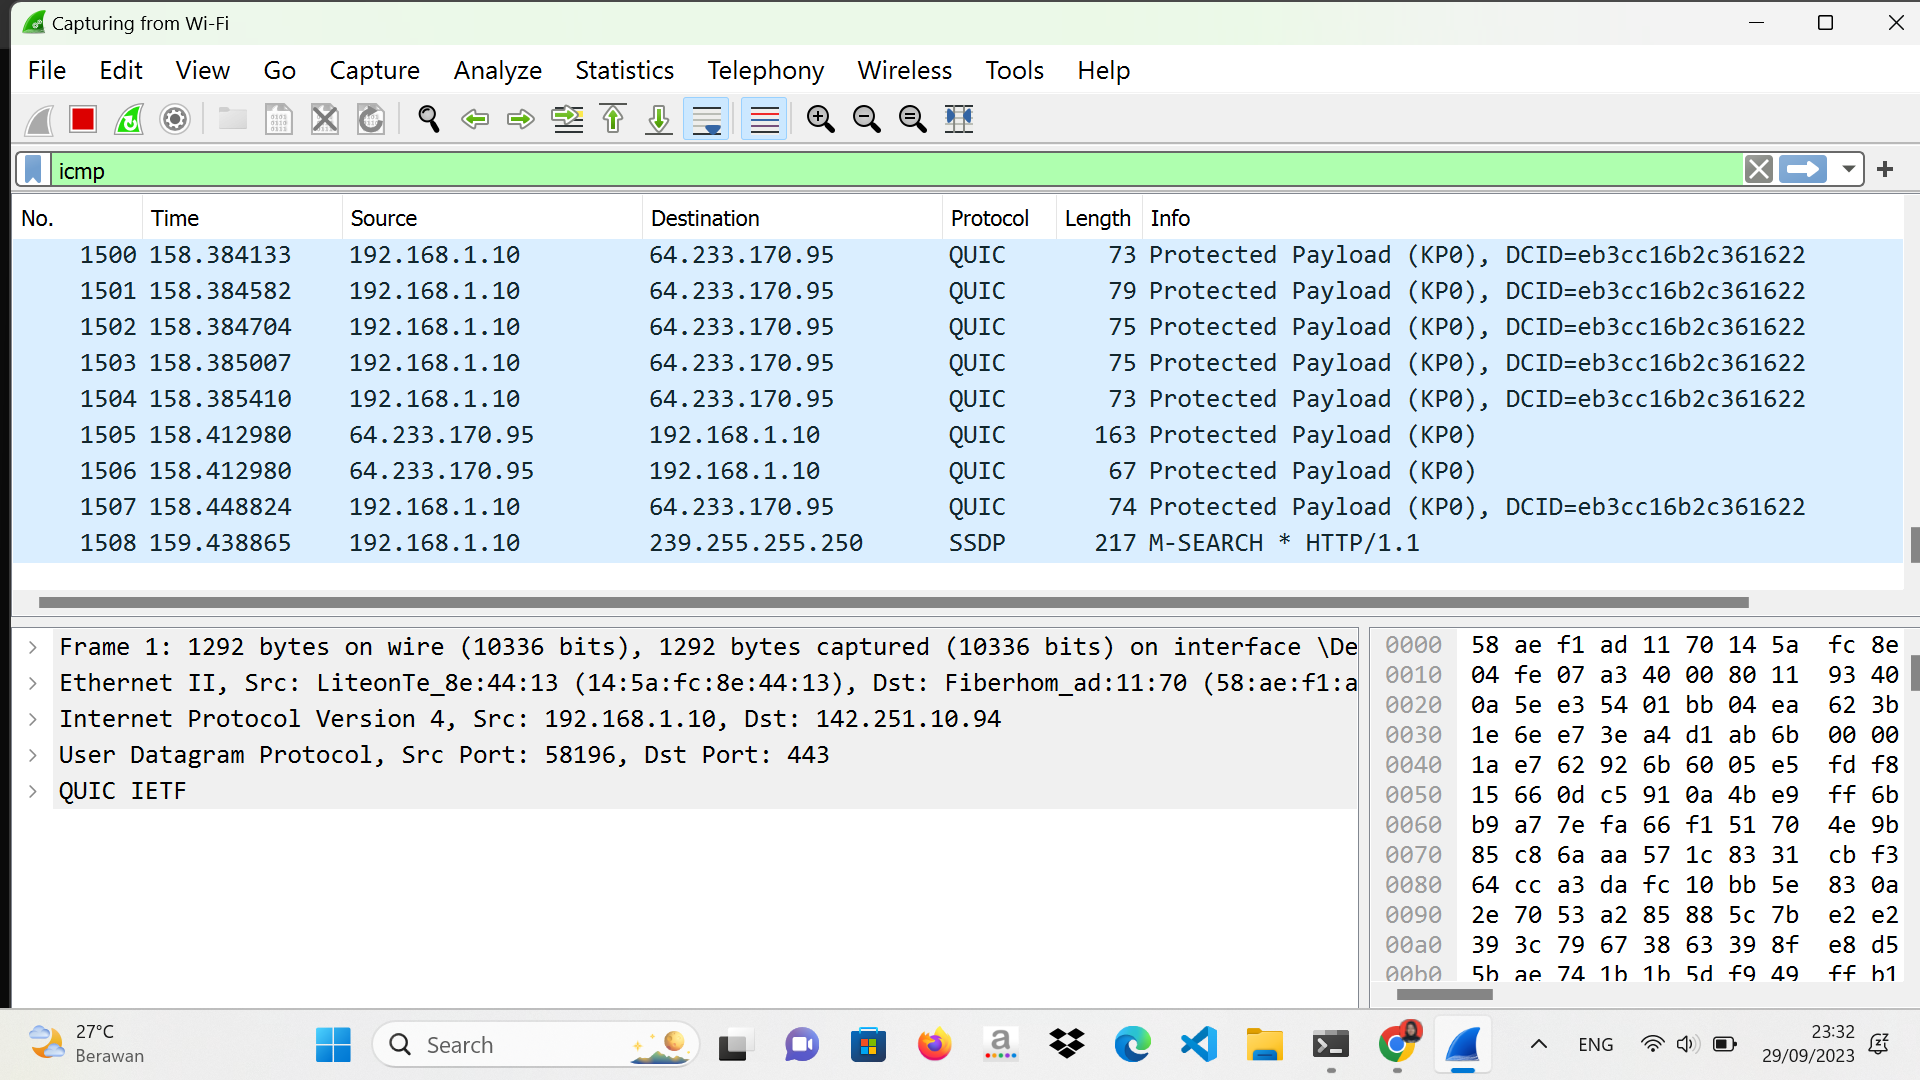 Capturing from Wi-Fi
File Edit View Go Capture Analyze Statistics Telephony Wireless Tools Help
icmp
No. Time Source Destination Protocol Length Info
1500 158.384133 192.168.1.10 64.233.170.95 QUIC 73 Protected Payload (KP0), DCID=eb3cc16b2c361622
1501 158.384582 192.168.1.10 64.233.170.95 QUIC 79 Protected Payload (KP0), DCID=eb3cc16b2c361622
1502 158.384704 192.168.1.10 64.233.170.95 QUIC 75 Protected Payload (KP0), DCID=eb3cc16b2c361622
1503 158.385007 192.168.1.10 64.233.170.95 QUIC 75 Protected Payload (KP0), DCID=eb3cc16b2c361622
1504 158.385410 192.168.1.10 64.233.170.95 QUIC 73 Protected Payload (KP0), DCID=eb3cc16b2c361622
1505 158.412980 64.233.170.95 192.168.1.10 QUIC 163 Protected Payload (KP0)
1506 158.412980 64.233.170.95 192.168.1.10 QUIC 67 Protected Payload (KP0)
1507 158.448824 192.168.1.10 64.233.170.95 QUIC 74 Protected Payload (KP0), DCID=eb3cc16b2c361622
1508 159.438865 192.168.1.10 239.255.255.250 SSDP 217 M-SEARCH * HTTP/1.1
Frame 1: 1292 bytes on wire (10336 bits), 1292 bytes captured (10336 bits) on interface \De
Ethernet II, Src: LiteonTe_8e:44:13 (14:5a:fc:8e:44:13), Dst: Fiberhom_ad:11:70 (58:ae:f1:a
Internet Protocol Version 4, Src: 192.168.1.10, Dst: 142.251.10.94
User Datagram Protocol, Src Port: 58196, Dst Port: 443
QUIC IETF
0000 58 ae f1 ad 11 70 14 5a fc 8e
0010 04 fe 07 a3 40 00 80 11 93 40
0020 0a 5e e3 54 01 bb 04 ea 62 3b
0030 1e 6e e7 3e a4 d1 ab 6b 00 00
0040 1a e7 62 92 6b 60 05 e5 fd f8
0050 15 66 0d c5 91 0a 4b e9 ff 6b
0060 b9 a7 7e fa 66 f1 51 70 4e 9b
0070 85 c8 6a aa 57 1c 83 31 cb f3
0080 64 cc a3 da fc 10 bb 5e 83 0a
0090 2e 70 53 a2 85 88 5c 7b e2 e2
00a0 39 3c 79 67 38 63 39 8f e8 d5
00b0 5b ae 74 1b 1b 5d f9 49 ff b1
27°C
Berawan
Search
ENG
23:32
29/09/2023